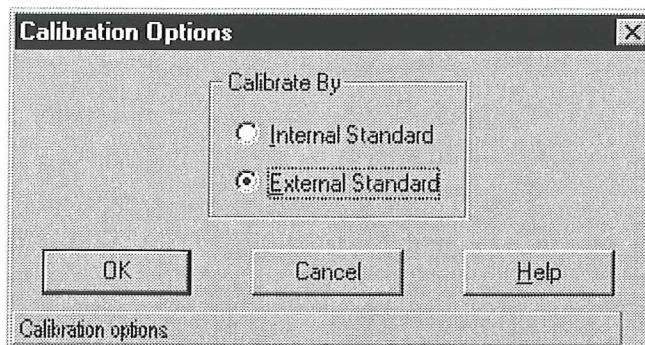 Calibration Options
Calibrate By
Internal Standard
External Standard
OK
Cancel
Help
Calibration options